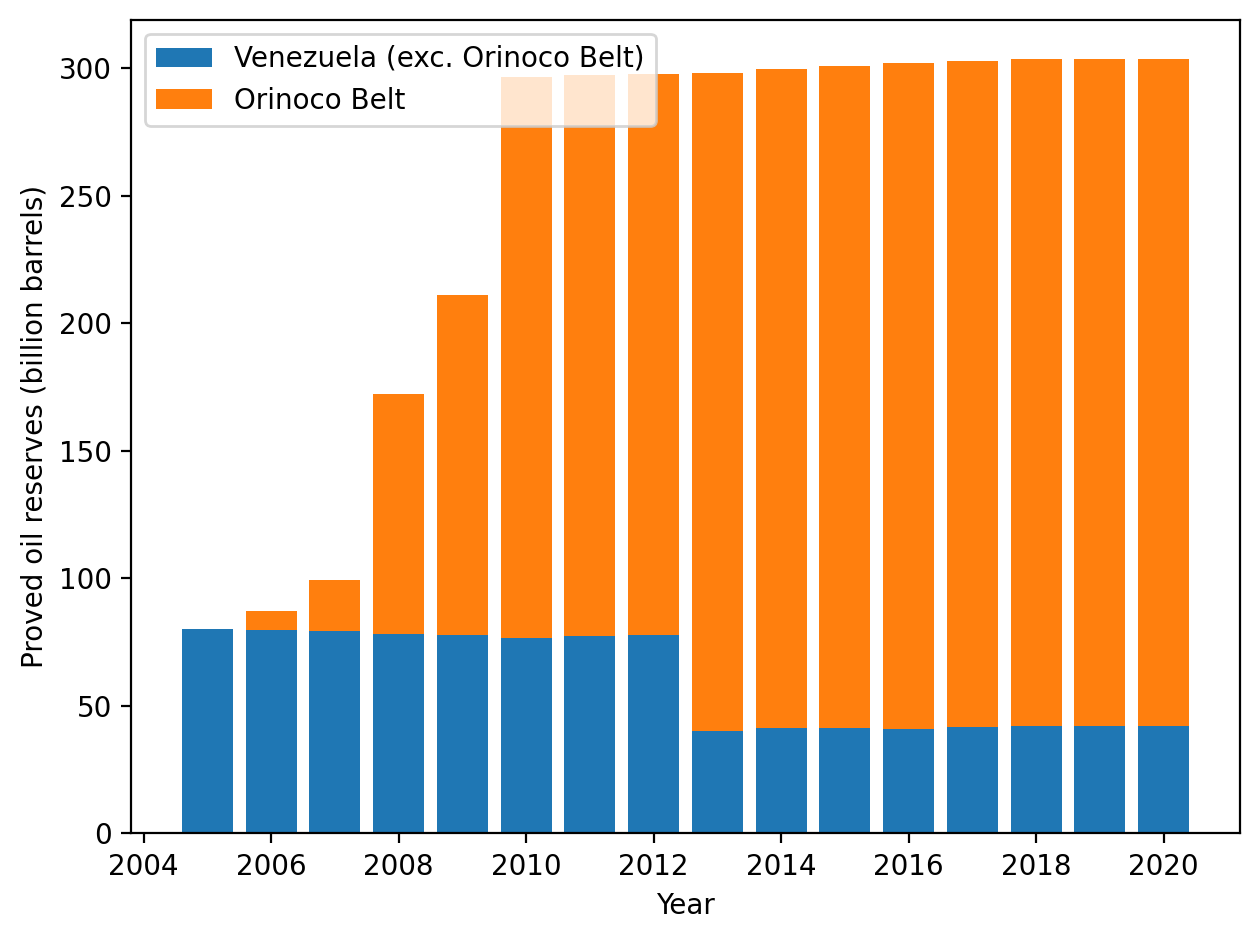 Venezuela (exc. Orinoco Belt)
Orinoco Belt
Proved oil reserves (billion barrels)
300
250
200
150
100
50
0
2004 2006 2008 2010 2012 2014 2016 2018 2020
Year